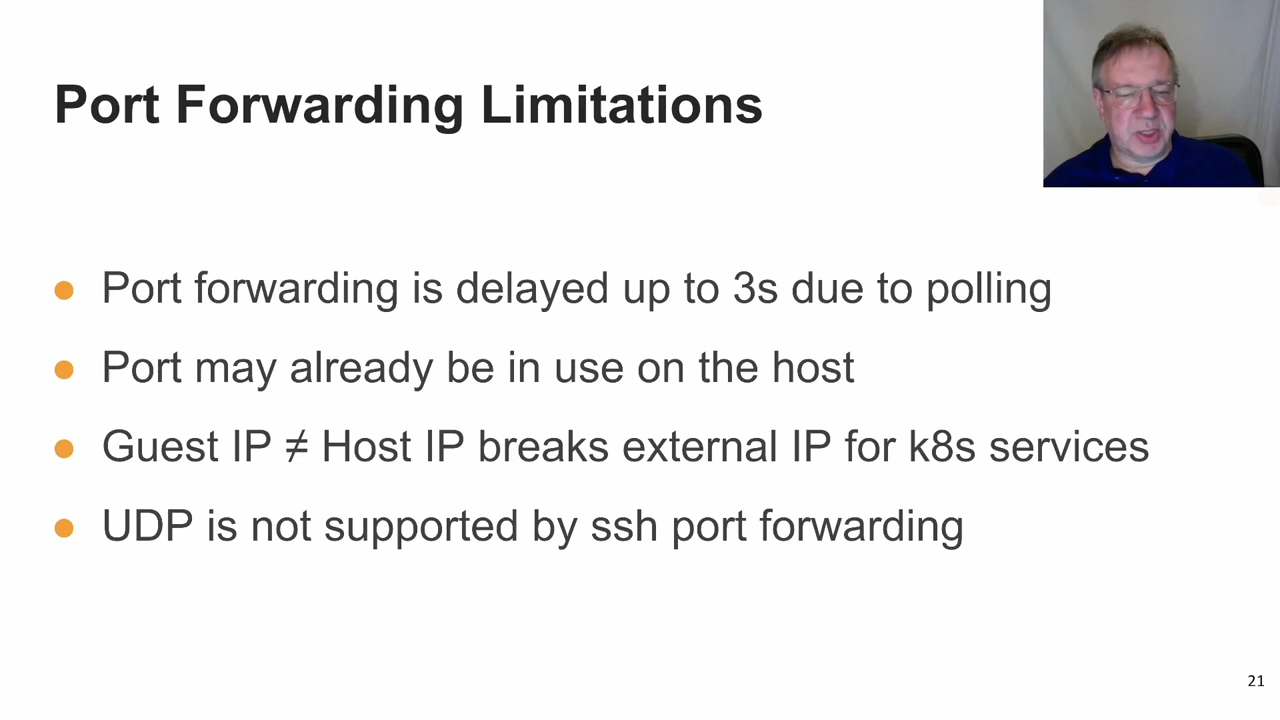 Port Forwarding Limitations
● Port forwarding is delayed up to 3s due to polling
● Port may already be in use on the host
● Guest IP ≠ Host IP breaks external IP for k8s services
● UDP is not supported by ssh port forwarding
21